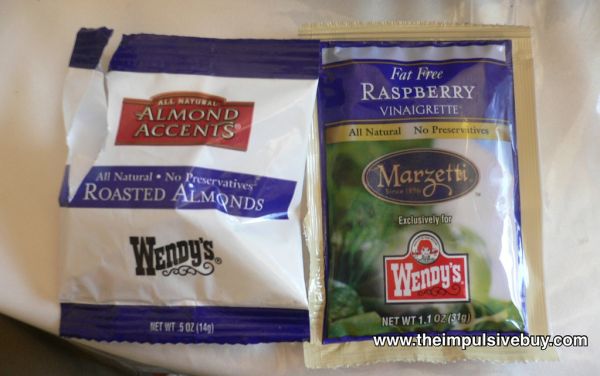 ALL NATURAL
ALMOND
ACCENTS®
All Natural • No Preservatives
ROASTED ALMONDS
WENDY'S®
NET WT .5 OZ (14g)
Fat Free
RASPBERRY
VINAIGRETTE
All Natural No Preservatives
Marzetti™
Since 1896
Exclusively for
WENDY'S
NET WT 1.1 OZ (31g)
www.theimpulsivebuy.com